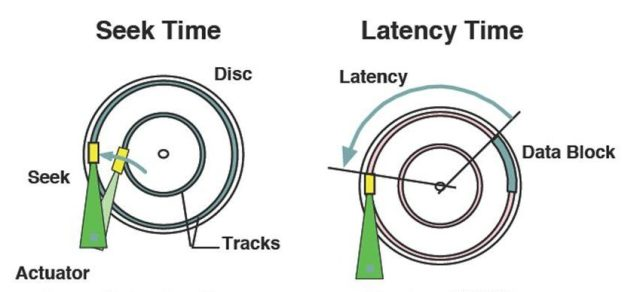 Seek Time
Latency Time
Disc
Latency
Data Block
Seek
Tracks
Actuator